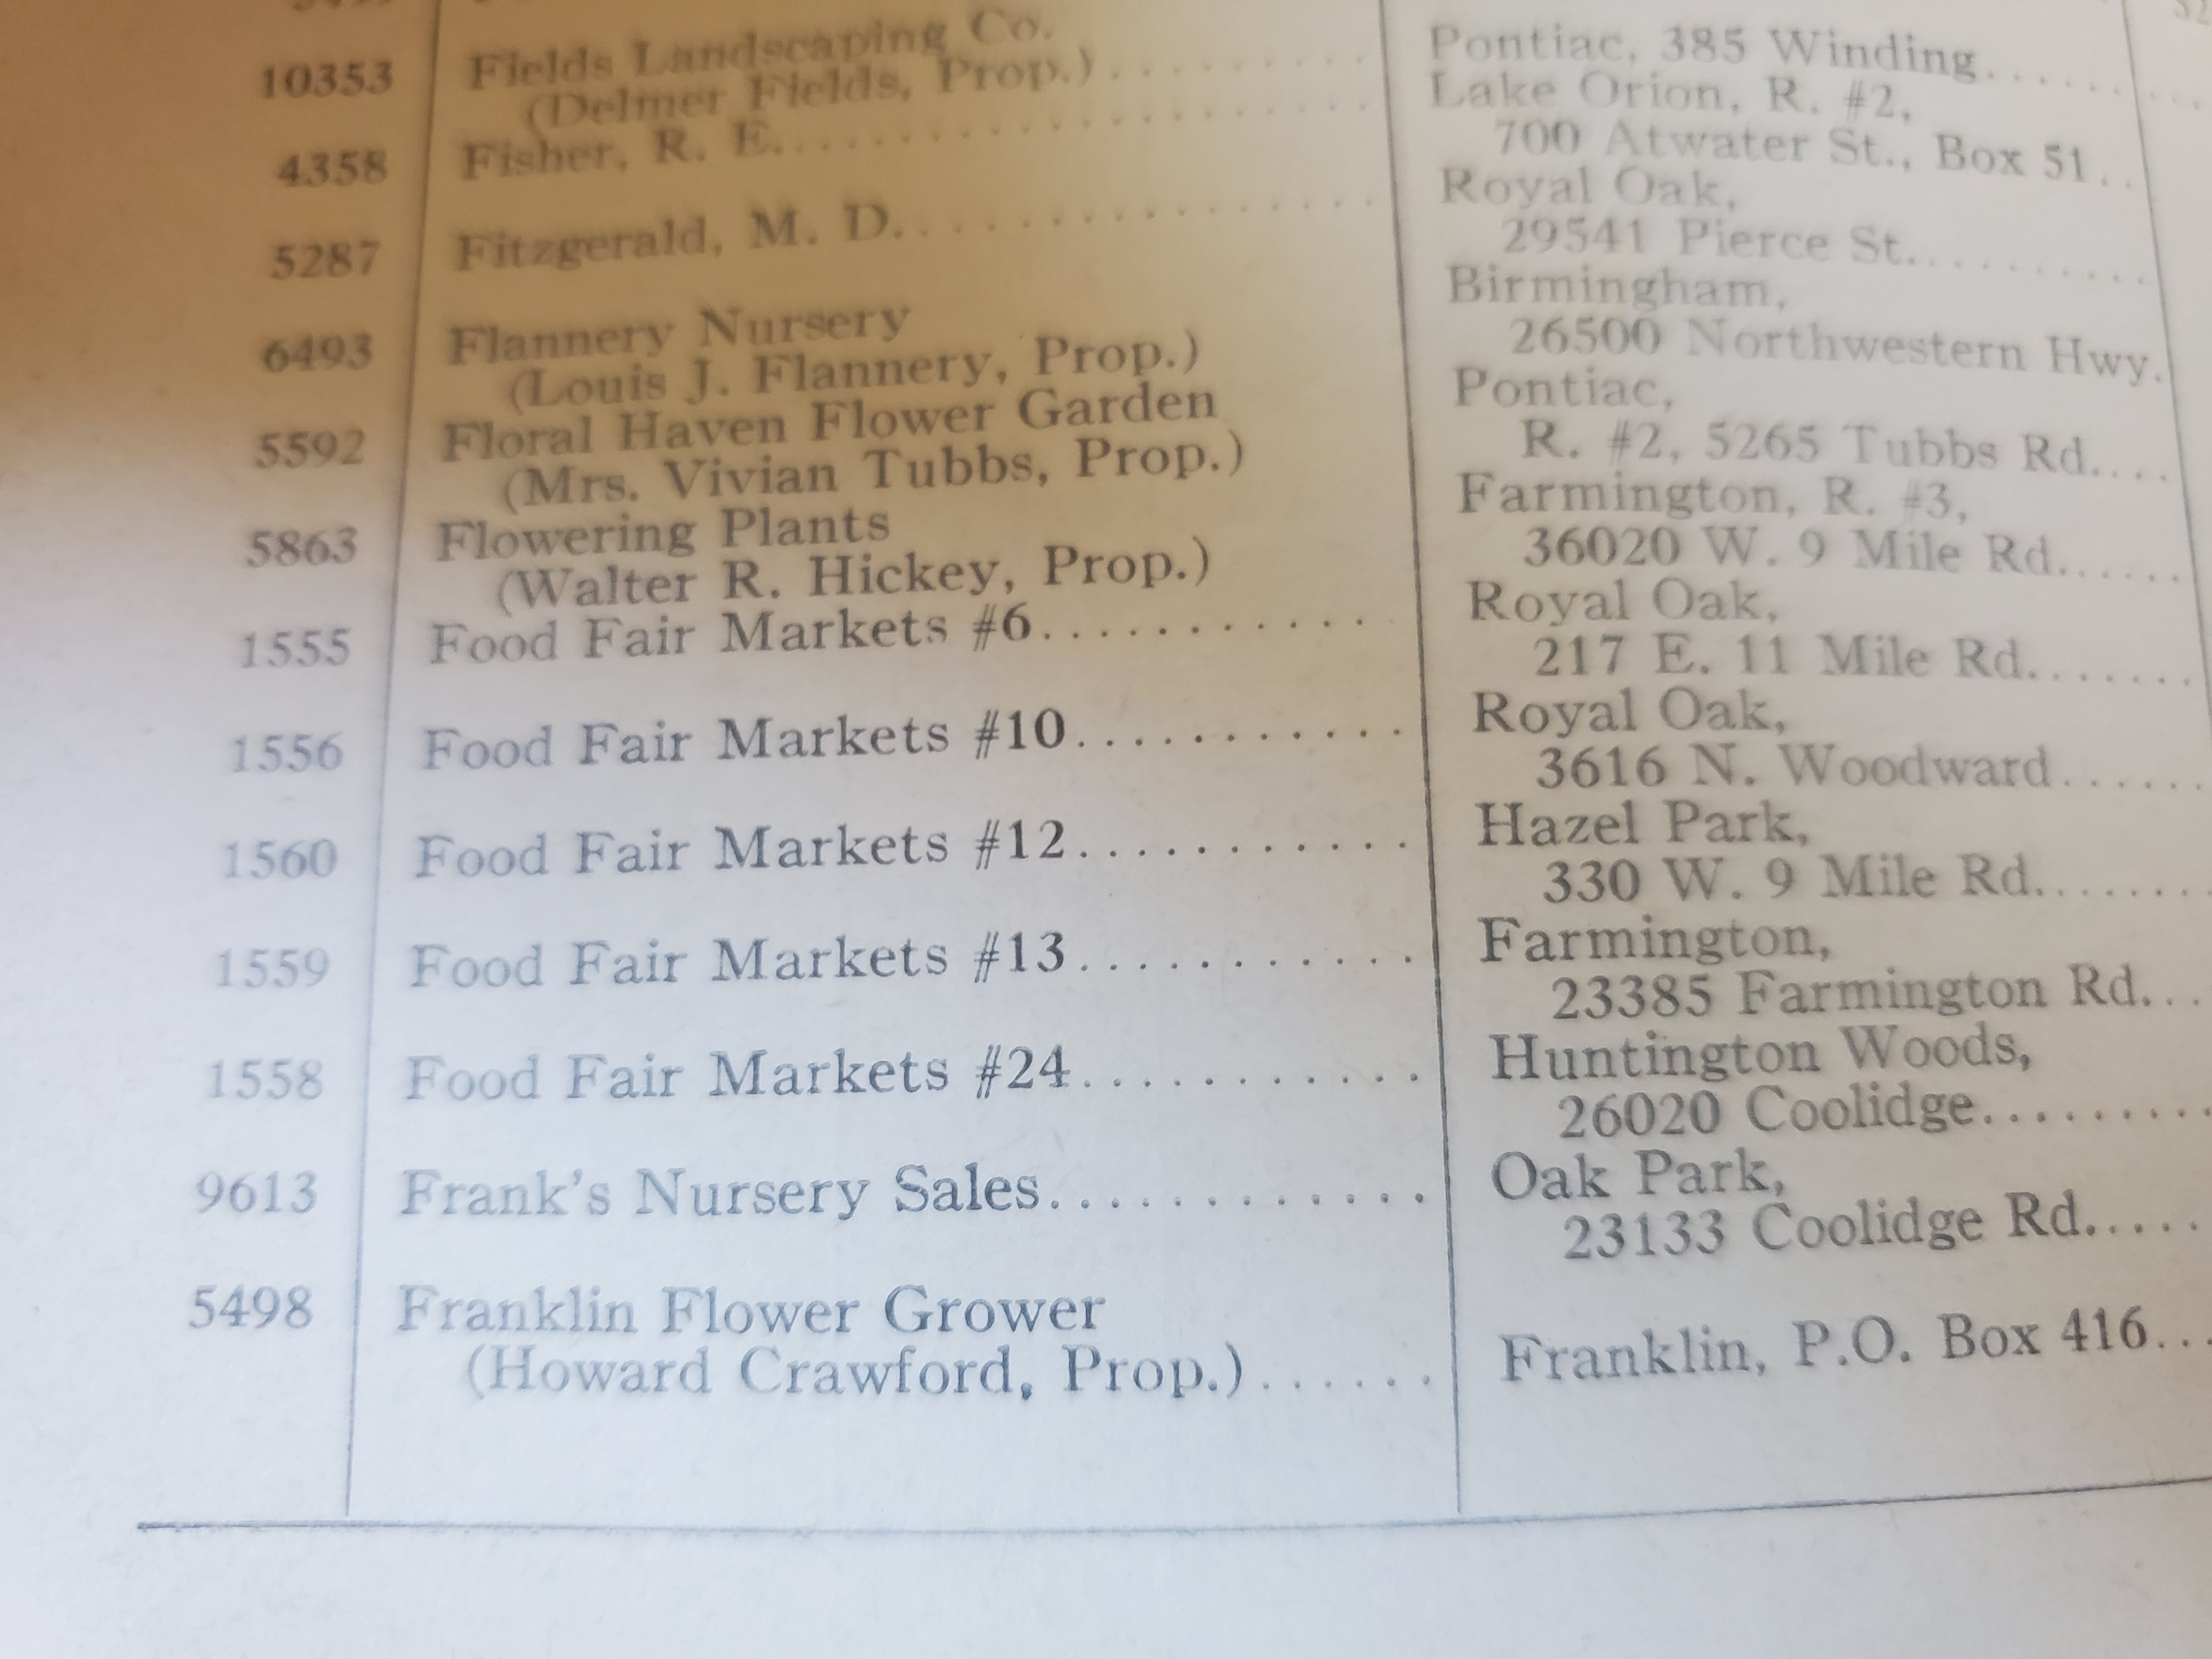 10353 Fields Landscaping Co.
(Delmer Fields, Prop.).......... Pontiac, 385 Winding.....
4358 Fisher, R. E............... Lake Orion, R. #2,
700 Atwater St., Box 51..
5287 Fitzgerald, M. D................ Royal Oak,
29541 Pierce St..........
6493 Flannery Nursery Birmingham,
(Louis J. Flannery, Prop.) 26500 Northwestern Hwy.
5592 Floral Haven Flower Garden Pontiac,
(Mrs. Vivian Tubbs, Prop.) R. #2, 5265 Tubbs Rd....
5863 Flowering Plants Farmington, R. #3,
(Walter R. Hickey, Prop.) 36020 W. 9 Mile Rd......
1555 Food Fair Markets #6............. Royal Oak,
217 E. 11 Mile Rd.......
1556 Food Fair Markets #10............ Royal Oak,
3616 N. Woodward......
1560 Food Fair Markets #12............ Hazel Park,
330 W. 9 Mile Rd.......
1559 Food Fair Markets #13............ Farmington,
23385 Farmington Rd...
1558 Food Fair Markets #24............ Huntington Woods,
26020 Coolidge.........
9613 Frank's Nursery Sales............. Oak Park,
23133 Coolidge Rd.....
5498 Franklin Flower Grower
(Howard Crawford, Prop.)....... Franklin, P.O. Box 416...